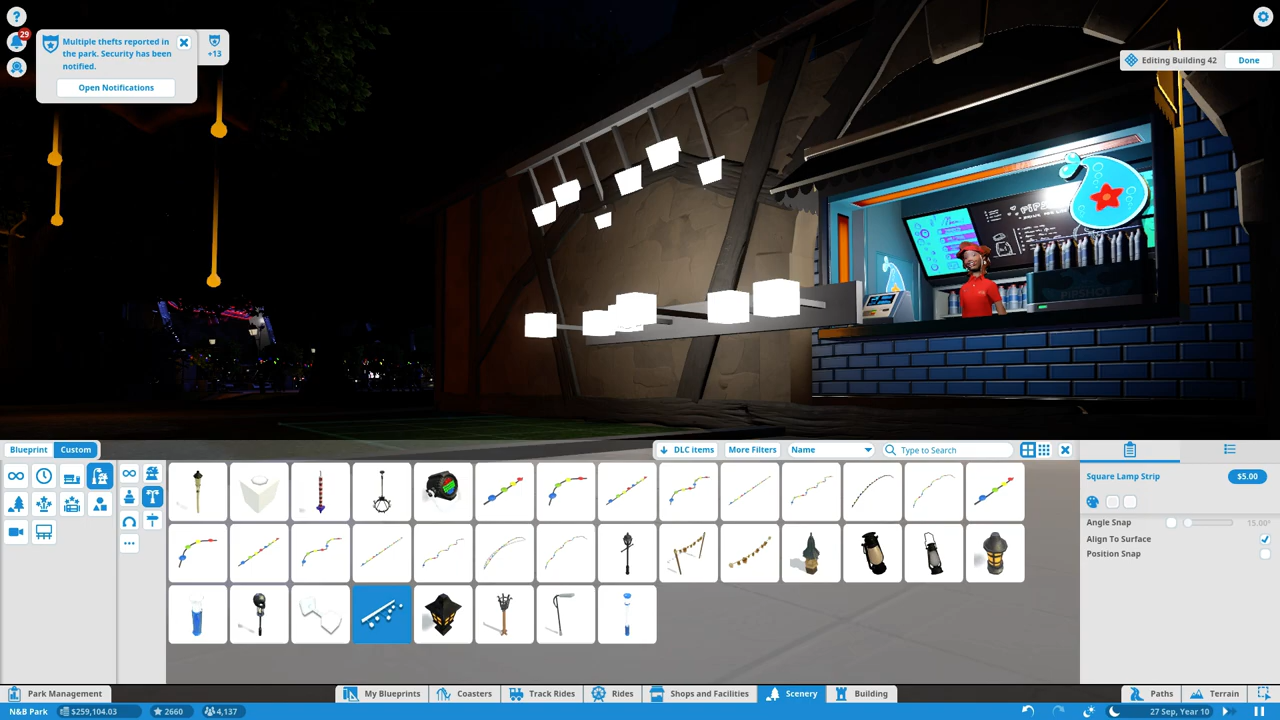 ?
29
Multiple thefts reported in
the park. Security has been
notified.
+13
Open Notifications
Editing Building 42
Done
PIPSHOT
Blueprint
Custom
DLC items
More Filters
Name
Type to Search
Square Lamp Strip
$5.00
Angle Snap
15.00°
Align To Surface
Position Snap
Park Management
My Blueprints
Coasters
Track Rides
Rides
Shops and Facilities
Scenery
Building
Paths
Terrain
N&B Park
$259,104.03
2660
4,137
27 Sep, Year 10